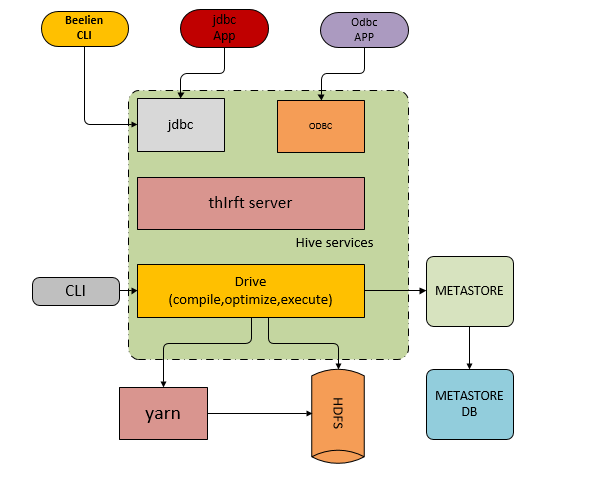 Beelien
CLI
jdbc
App
Odbc
APP
jdbc
ODBC
thIrft server
Hive services
Drive
(compile,optimize,execute)
CLI
METASTORE
METASTORE
DB
yarn
HDFS